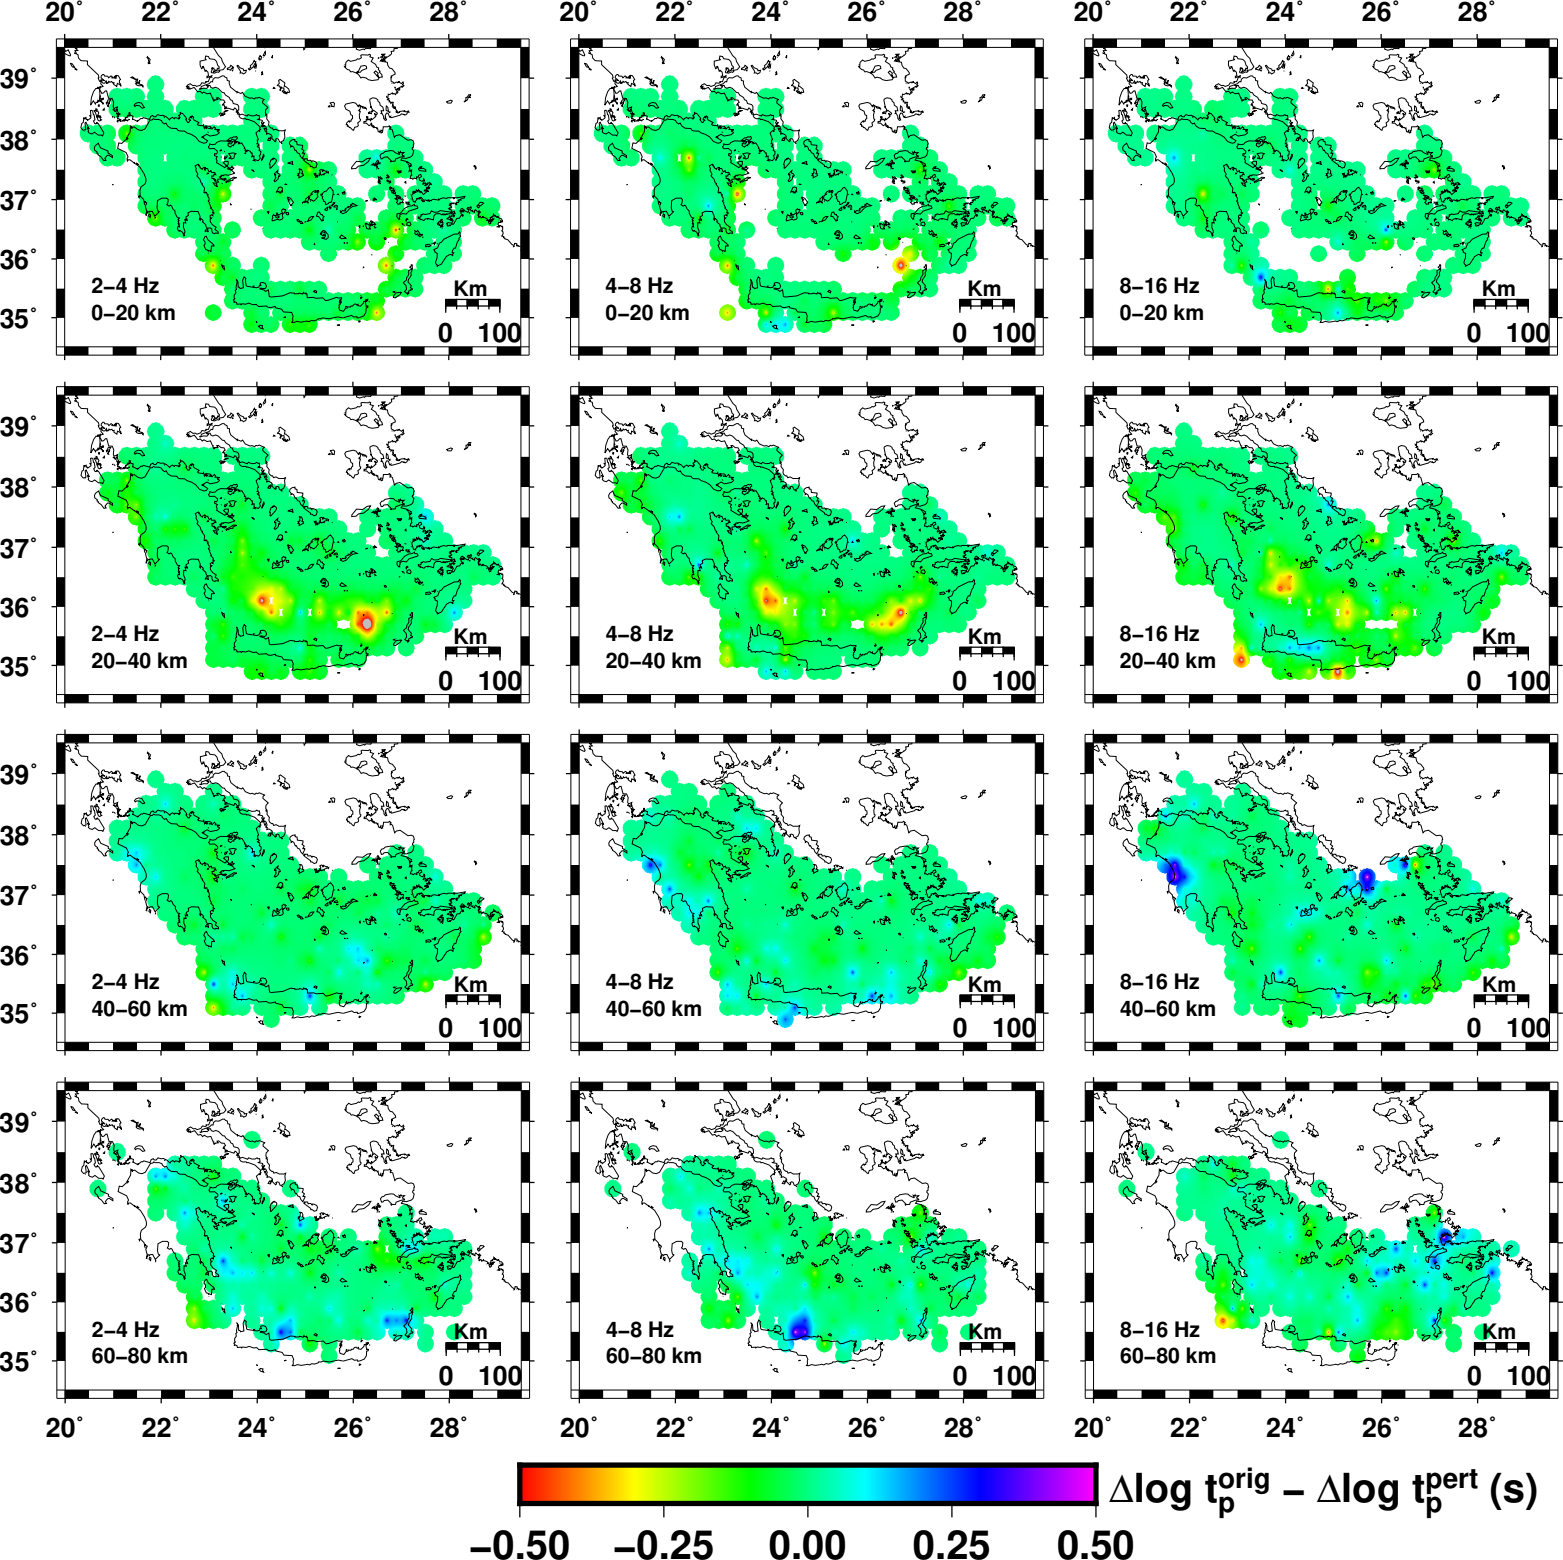 20° 22° 24° 26° 28° 20° 22° 24° 26° 28° 20° 22° 24° 26° 28°
39°
38°
37°
36°
35°
2–4 Hz
0–20 km
Km
0 100
4–8 Hz
0–20 km
Km
0 100
8–16 Hz
0–20 km
Km
0 100
39°
38°
37°
36°
35°
2–4 Hz
20–40 km
Km
0 100
4–8 Hz
20–40 km
Km
0 100
8–16 Hz
20–40 km
Km
0 100
39°
38°
37°
36°
35°
2–4 Hz
40–60 km
Km
0 100
4–8 Hz
40–60 km
Km
0 100
8–16 Hz
40–60 km
Km
0 100
39°
38°
37°
36°
35°
2–4 Hz
60–80 km
Km
0 100
4–8 Hz
60–80 km
Km
0 100
8–16 Hz
60–80 km
Km
0 100
20° 22° 24° 26° 28° 20° 22° 24° 26° 28° 20° 22° 24° 26° 28°
Δlog t_p^orig – Δlog t_p^pert (s)
−0.50 −0.25 0.00 0.25 0.50